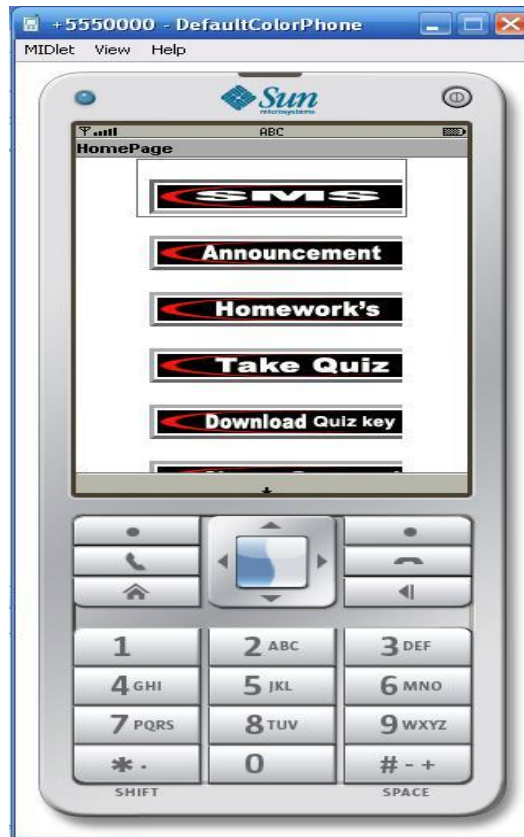 +5550000 - DefaultColorPhone
MIDlet View Help
Sun
microsystems
ABC
HomePage
SMS
Announcement
Homework's
Take Quiz
Download Quiz key
1 2 ABC 3 DEF
4 GHI 5 JKL 6 MNO
7 PQRS 8 TUV 9 WXYZ
* . 0 # - +
SHIFT SPACE